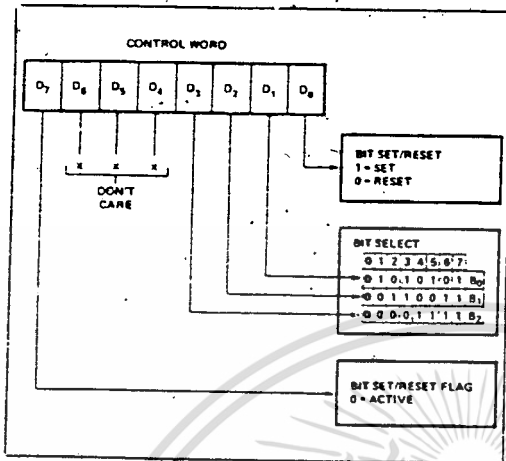 CONTROL WORD
D7 D6 D5 D4 D3 D2 D1 D0
x x x
DON'T
CARE
BIT SET/RESET
1 = SET
0 = RESET
BIT SELECT
0 1 2 3 4 5 6 7
0 1 0 1 0 1 0 1 B0
0 0 1 1 0 0 1 1 B1
0 0 0 0 1 1 1 1 B2
BIT SET/RESET FLAG
0 = ACTIVE